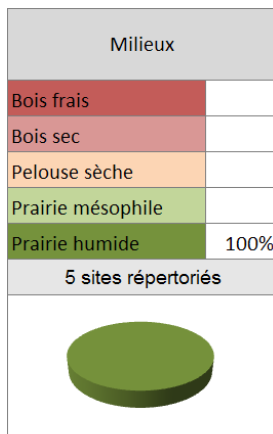 Milieux
Bois frais
Bois sec
Pelouse sèche
Prairie mésophile
Prairie humide 100%
5 sites répertoriés